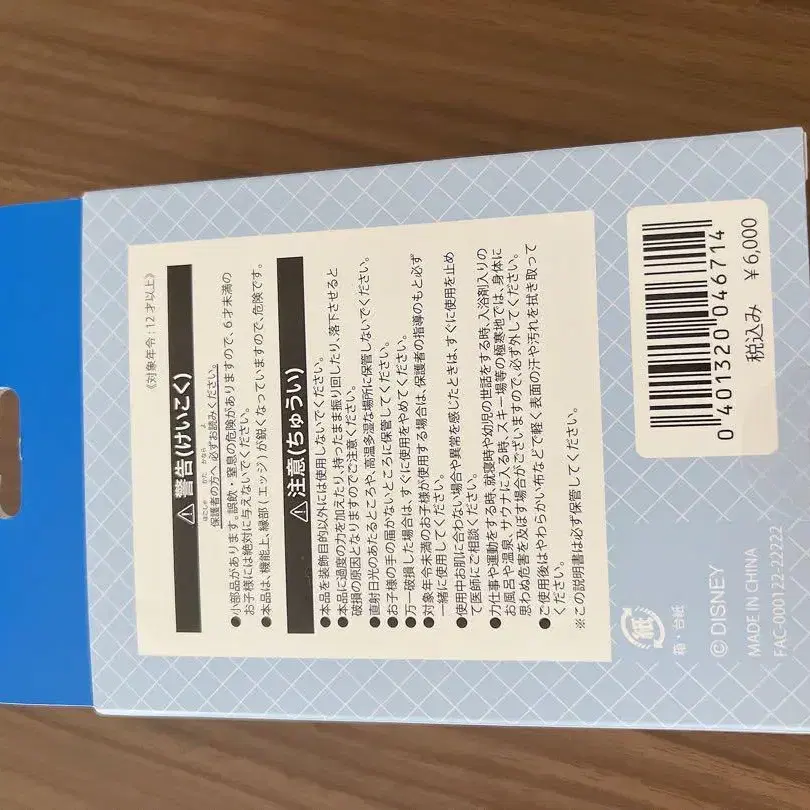 《対象年令:12才以上》
⚠警告(けいこく)
ほごしゃ かた かなら よ
保護者の方へ 必ずお読みください。
●小部品があります。誤飲・窒息の危険がありますので、6才未満の
お子様には絶対に与えないでください。
●本品は、機能上、縁部(エッジ)が鋭くなっていますので、危険です。
⚠注意(ちゅうい)
●本品を装飾目的以外には使用しないでください。
●本品に過度の力を加えたり、持ったまま振り回したり、落下させると
破損の原因となりますのでご注意ください。
●直射日光のあたるところや、高温多湿な場所に保管しないでください。
●お子様の手の届かないところに保管してください。
●万一破損した場合は、すぐに使用をやめてください。
●対象年令未満のお子様が使用する場合は、保護者の指導のもと必ず
一緒に使用してください。
●使用中お肌に合わない場合や異常を感じたときは、すぐに使用を止め
て医師にご相談ください。
●力仕事や運動をする時、就寝時や幼児の世話をする時、入浴剤入りの
お風呂や温泉、サウナに入る時、スキー場等の極寒地では、身体に
思わぬ危害を及ぼす場合がございますので、必ず外してください。
●ご使用後はやわらかい布などで軽く表面の汗や汚れを拭き取って
ください。
※この説明書は必ず保管してください。
紙
箱・台紙
©DISNEY
MADE IN CHINA
FAC-0001 22-22222
0 401320 046714
税込み ¥6,000